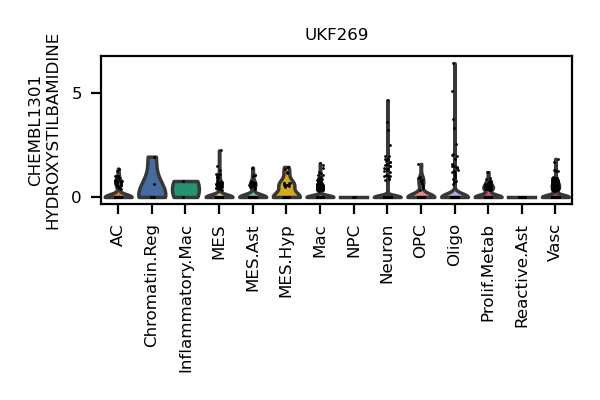 UKF269
CHEMBL1301
HYDROXYSTILBAMIDINE
5
0
AC
Chromatin.Reg
Inflammatory.Mac
MES
MES.Ast
MES.Hyp
Mac
NPC
Neuron
OPC
Oligo
Prolif.Metab
Reactive.Ast
Vasc